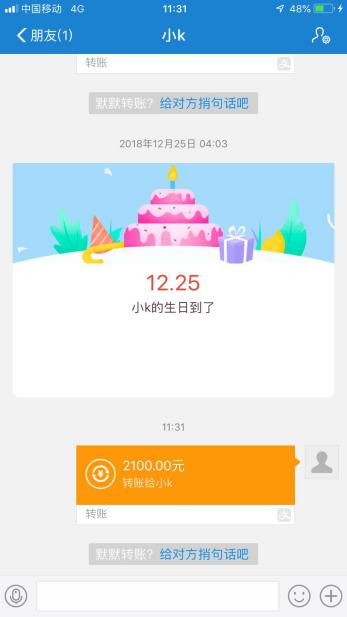 中国移动 4G 11:31 48%
朋友(1) 小k
转账 支
默默转账？给对方捎句话吧
2018年12月25日 04:03
12.25
小k的生日到了
11:31
2100.00元
转账给小k
转账 支
默默转账？给对方捎句话吧